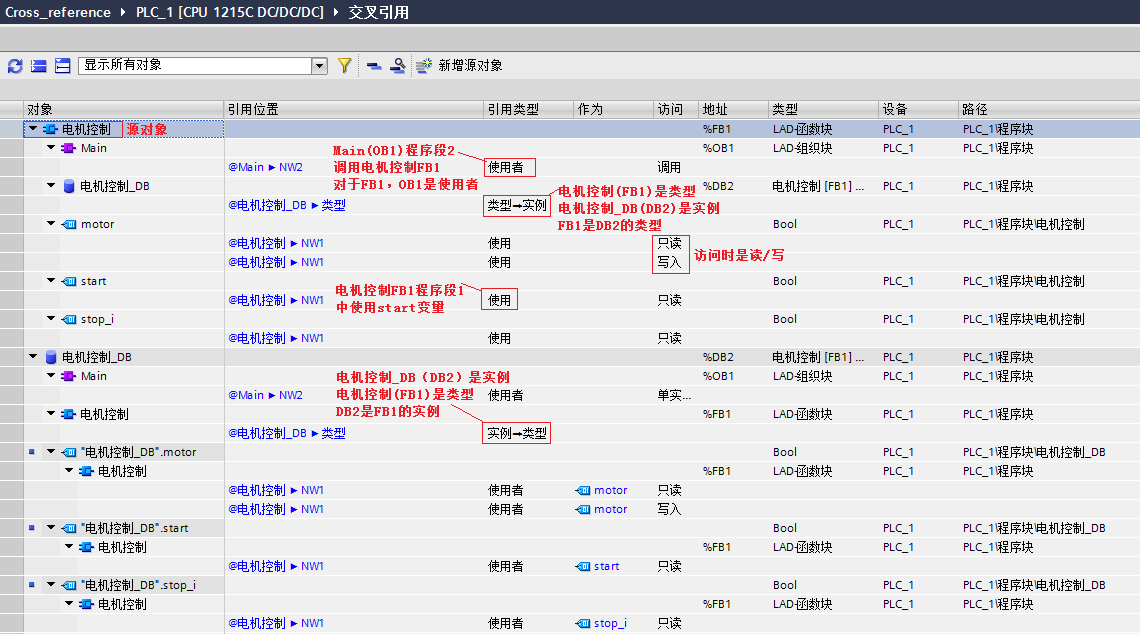 Cross_reference ▸ PLC_1 [CPU 1215C DC/DC/DC] ▸ 交叉引用
显示所有对象 新增源对象
对象 引用位置 引用类型 作为 访问 地址 类型 设备 路径
电机控制 源对象 %FB1 LAD-函数块 PLC_1 PLC_1\程序块
Main %OB1 LAD-组织块 PLC_1 PLC_1\程序块
Main(OB1)程序段2
调用电机控制FB1
对于FB1，OB1是使用者
@Main ▸ NW2 使用者 调用
电机控制_DB %DB2 电机控制 [FB1] ... PLC_1 PLC_1\程序块
@电机控制_DB ▸ 类型 类型→实例
电机控制(FB1)是类型
电机控制_DB(DB2)是实例
FB1是DB2的类型
motor Bool PLC_1 PLC_1\程序块\电机控制
@电机控制 ▸ NW1 使用 只读
@电机控制 ▸ NW1 使用 写入
访问时是读/写
start Bool PLC_1 PLC_1\程序块\电机控制
电机控制FB1程序段1
中使用start变量
@电机控制 ▸ NW1 使用 只读
stop_i Bool PLC_1 PLC_1\程序块\电机控制
@电机控制 ▸ NW1 使用 只读
电机控制_DB %DB2 电机控制 [FB1] ... PLC_1 PLC_1\程序块
Main %OB1 LAD-组织块 PLC_1 PLC_1\程序块
电机控制_DB（DB2）是实例
电机控制(FB1)是类型
DB2是FB1的实例
@Main ▸ NW2 使用者 单实...
电机控制 %FB1 LAD-函数块 PLC_1 PLC_1\程序块
@电机控制_DB ▸ 类型 实例→类型
"电机控制_DB".motor Bool PLC_1 PLC_1\程序块\电机控制_DB
电机控制 %FB1 LAD-函数块 PLC_1 PLC_1\程序块
@电机控制 ▸ NW1 使用者 motor 只读
@电机控制 ▸ NW1 使用者 motor 写入
"电机控制_DB".start Bool PLC_1 PLC_1\程序块\电机控制_DB
电机控制 %FB1 LAD-函数块 PLC_1 PLC_1\程序块
@电机控制 ▸ NW1 使用者 start 只读
"电机控制_DB".stop_i Bool PLC_1 PLC_1\程序块\电机控制_DB
电机控制 %FB1 LAD-函数块 PLC_1 PLC_1\程序块
@电机控制 ▸ NW1 使用者 stop_i 只读